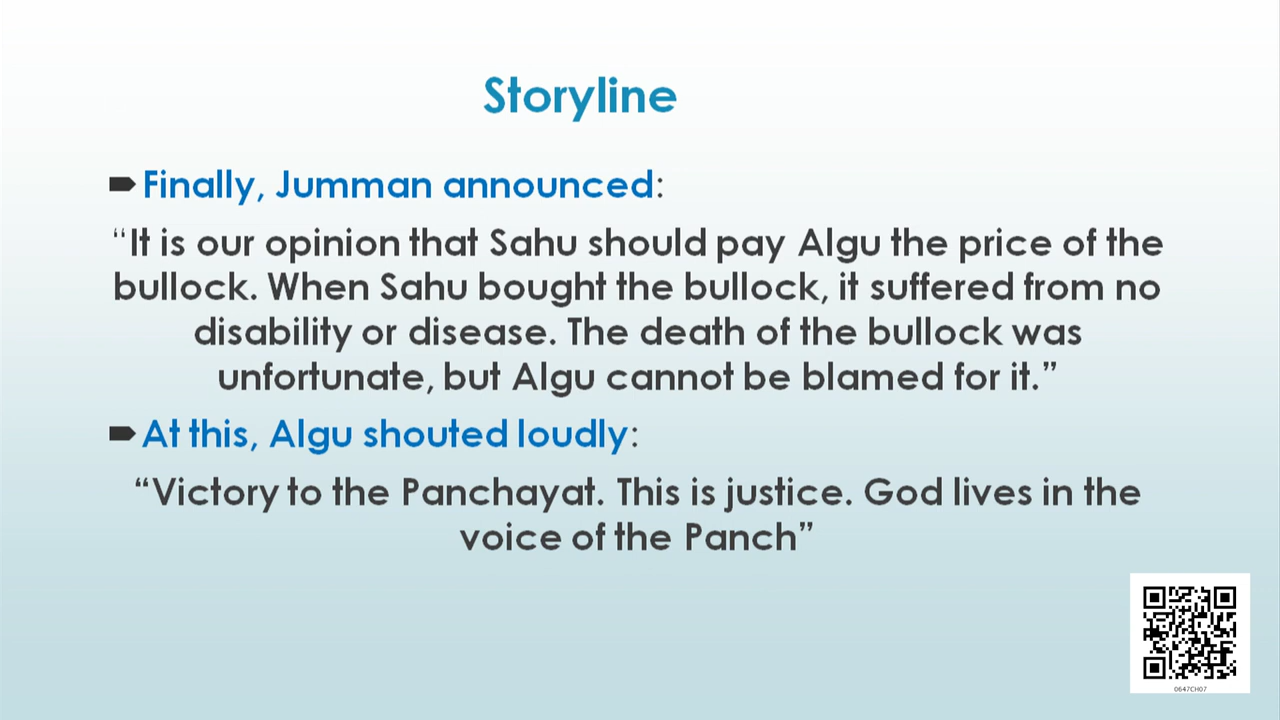 Storyline
Finally, Jumman announced:
“It is our opinion that Sahu should pay Algu the price of the
bullock. When Sahu bought the bullock, it suffered from no
disability or disease. The death of the bullock was
unfortunate, but Algu cannot be blamed for it.”
At this, Algu shouted loudly:
“Victory to the Panchayat. This is justice. God lives in the
voice of the Panch”
0647CH07